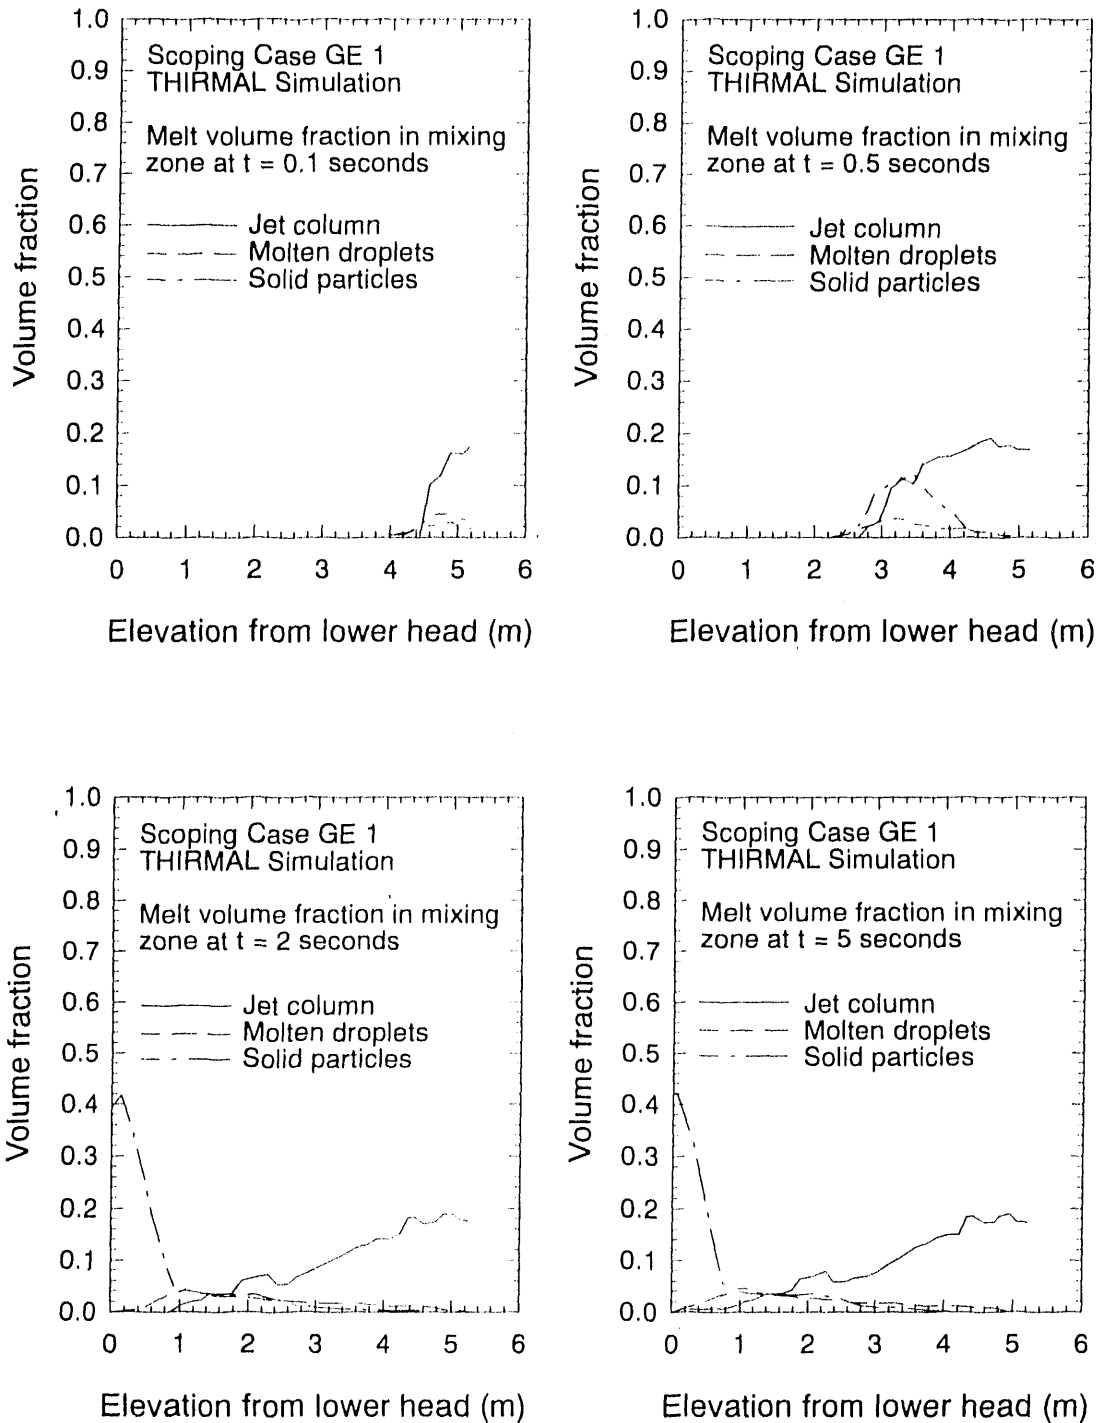 1.0
0.9
0.8
0.7
0.6
0.5
0.4
0.3
0.2
0.1
0.0
Volume fraction
Scoping Case GE 1
THIRMAL Simulation
Melt volume fraction in mixing
zone at t = 0.1 seconds
Jet column
Molten droplets
Solid particles
0 1 2 3 4 5 6
Elevation from lower head (m)
1.0
0.9
0.8
0.7
0.6
0.5
0.4
0.3
0.2
0.1
0.0
Volume fraction
Scoping Case GE 1
THIRMAL Simulation
Melt volume fraction in mixing
zone at t = 0.5 seconds
Jet column
Molten droplets
Solid particles
0 1 2 3 4 5 6
Elevation from lower head (m)
1.0
0.9
0.8
0.7
0.6
0.5
0.4
0.3
0.2
0.1
0.0
Volume fraction
Scoping Case GE 1
THIRMAL Simulation
Melt volume fraction in mixing
zone at t = 2 seconds
Jet column
Molten droplets
Solid particles
0 1 2 3 4 5 6
Elevation from lower head (m)
1.0
0.9
0.8
0.7
0.6
0.5
0.4
0.3
0.2
0.1
0.0
Volume fraction
Scoping Case GE 1
THIRMAL Simulation
Melt volume fraction in mixing
zone at t = 5 seconds
Jet column
Molten droplets
Solid particles
0 1 2 3 4 5 6
Elevation from lower head (m)